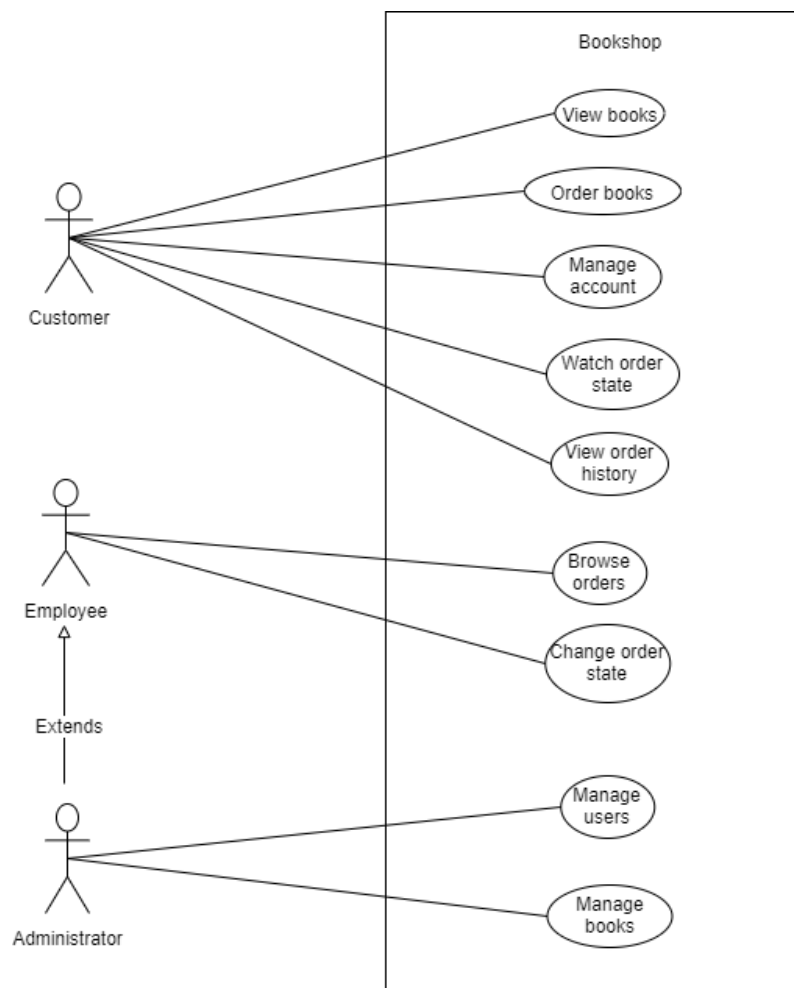 Bookshop
View books
Order books
Manage
account
Customer
Watch order
state
View order
history
Browse
orders
Employee
Change order
state
Extends
Manage
users
Manage
books
Administrator